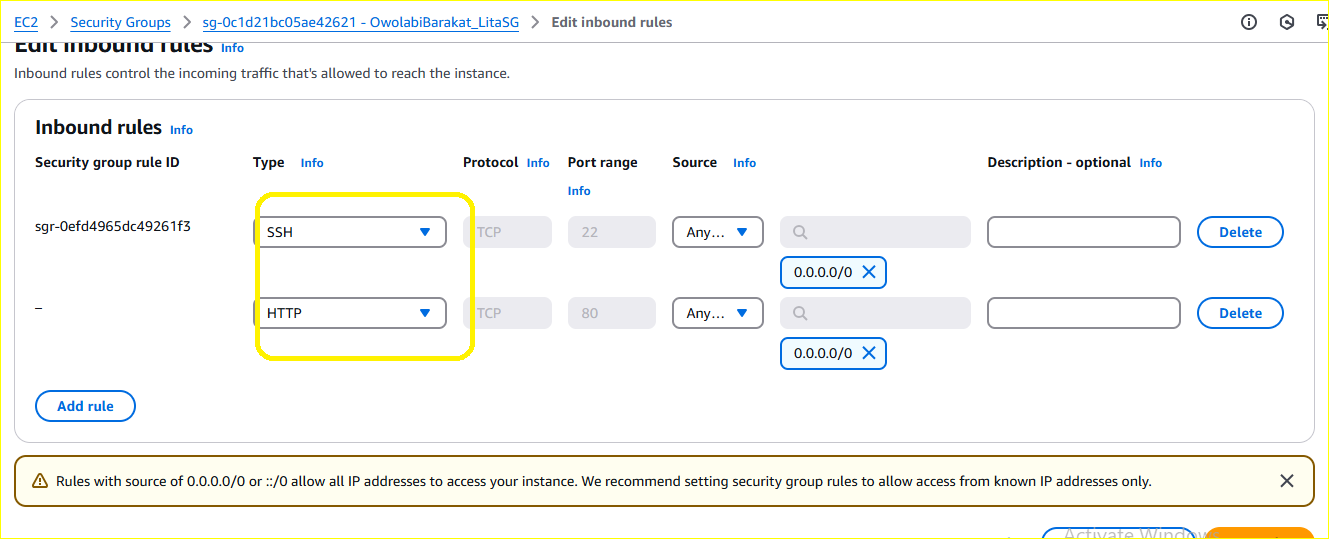 EC2 > Security Groups > sg-0c1d21bc05ae42621 - OwolabiBarakat_LitaSG > Edit inbound rules
Edit inbound rules Info
Inbound rules control the incoming traffic that's allowed to reach the instance.
Inbound rules Info
Security group rule ID Type Info Protocol Info Port range Source Info Description - optional Info
Info
sgr-0efd4965dc49261f3 SSH TCP 22 Any... Delete
0.0.0.0/0
– HTTP TCP 80 Any... Delete
0.0.0.0/0
Add rule
Rules with source of 0.0.0.0/0 or ::/0 allow all IP addresses to access your instance. We recommend setting security group rules to allow access from known IP addresses only.
Activate Windows